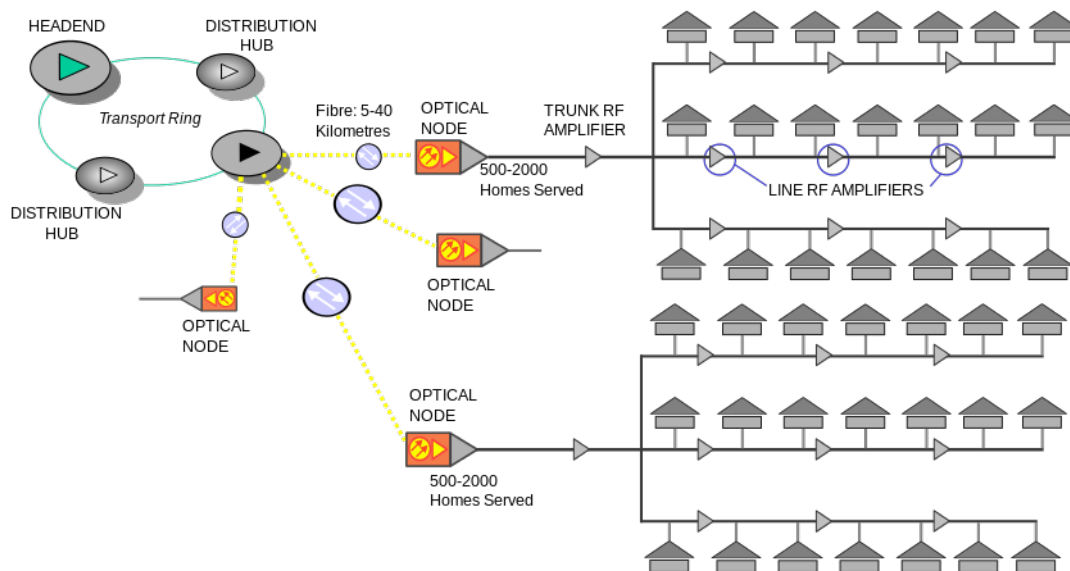 HEADEND
DISTRIBUTION
HUB
Transport Ring
Fibre: 5-40
Kilometres
OPTICAL
NODE
TRUNK RF
AMPLIFIER
500-2000
Homes Served
LINE RF AMPLIFIERS
DISTRIBUTION
HUB
OPTICAL
NODE
OPTICAL
NODE
OPTICAL
NODE
500-2000
Homes Served